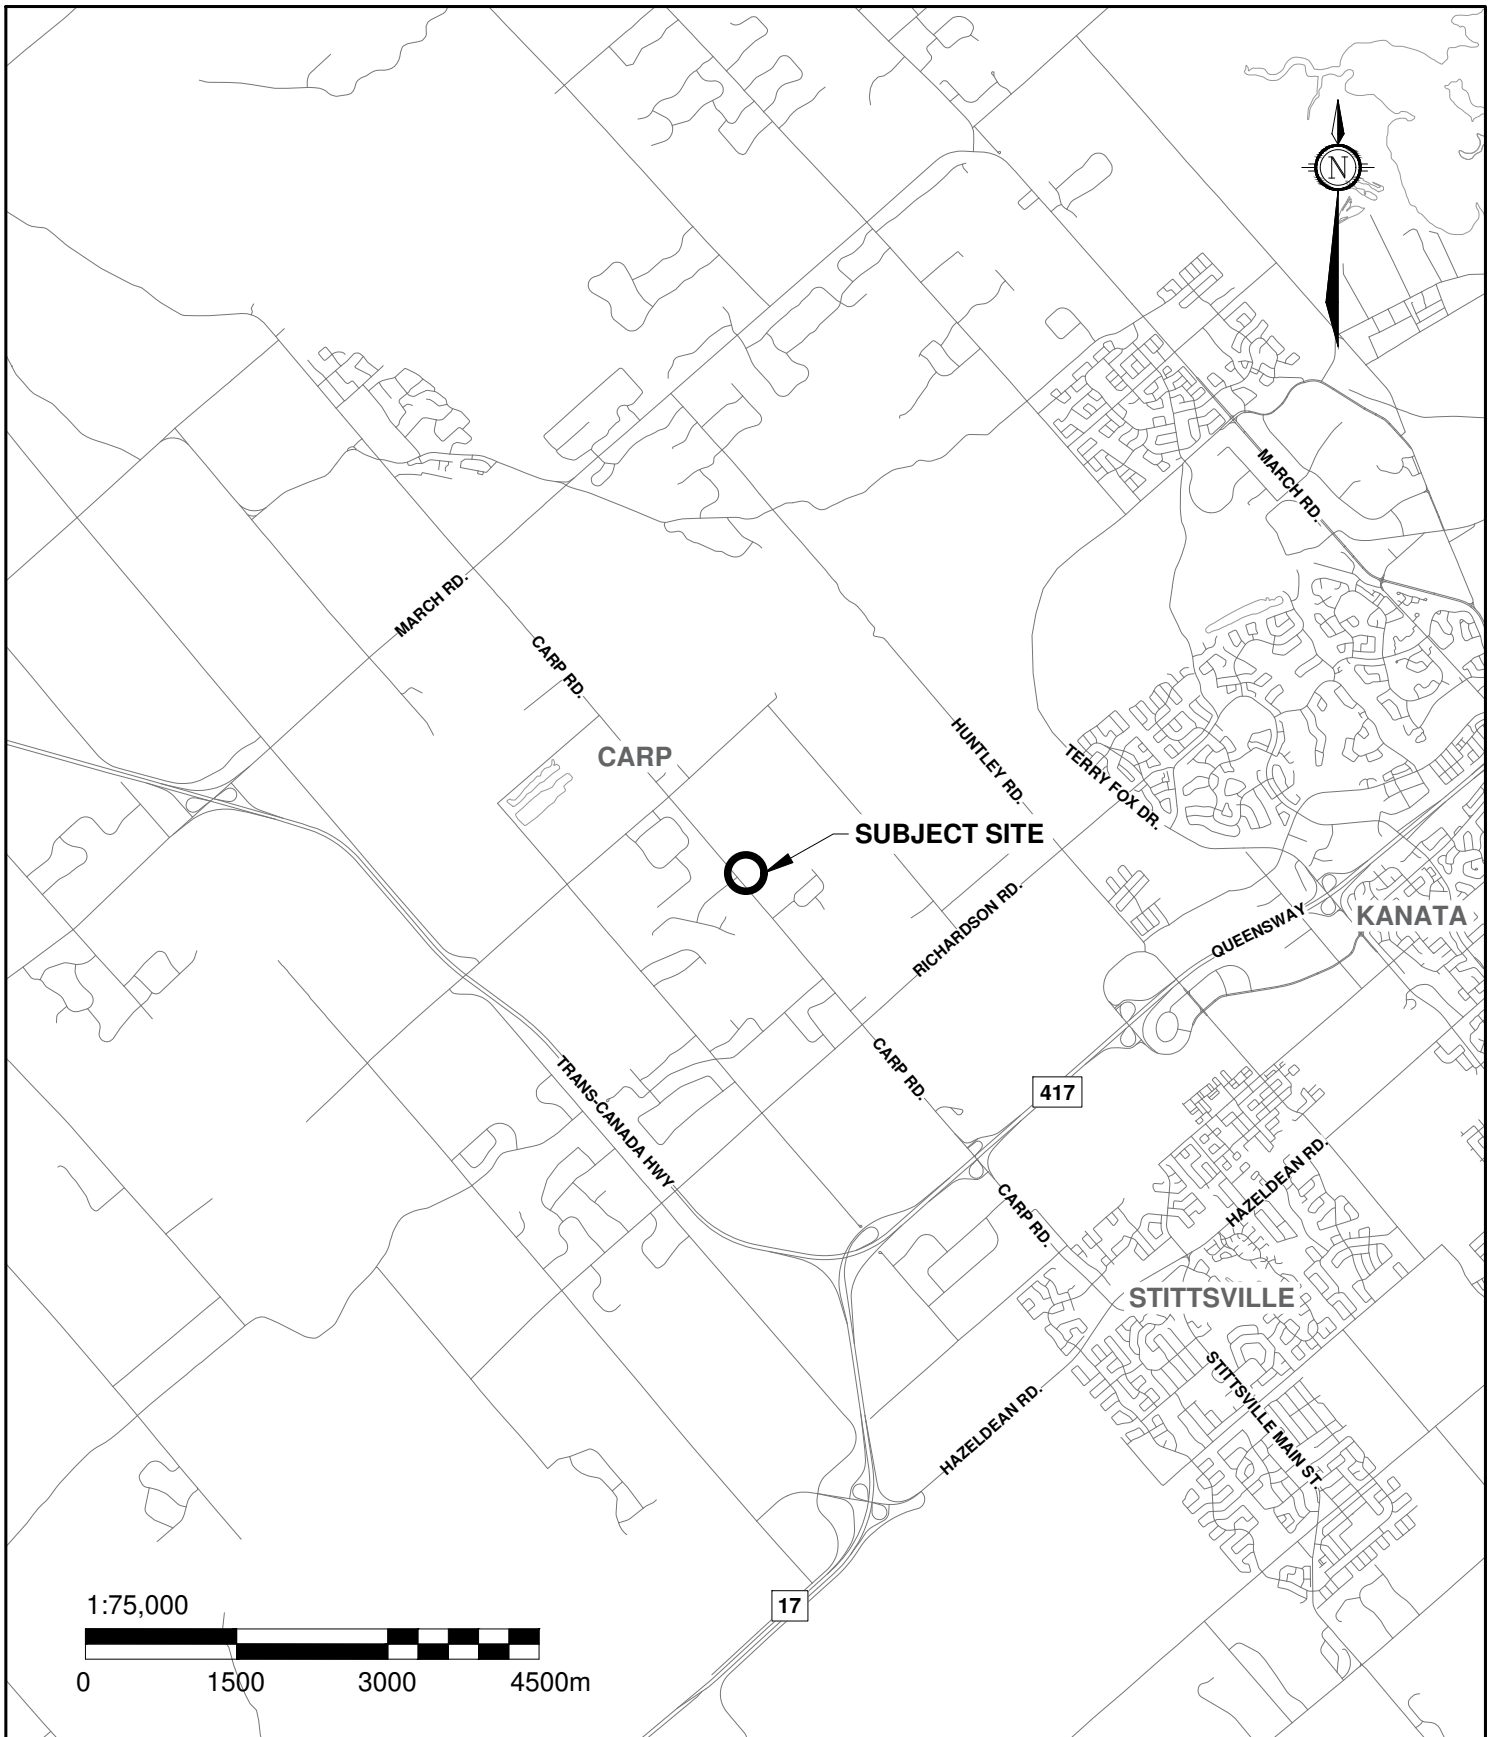 N
MARCH RD.
MARCH RD.
CARP RD.
CARP
HUNTLEY RD.
TERRY FOX DR.
SUBJECT SITE
RICHARDSON RD.
QUEENSWAY
KANATA
CARP RD.
TRANS-CANADA HWY
417
HAZELDEAN RD.
CARP RD.
STITTSVILLE
STITTSVILLE MAIN ST.
HAZELDEAN RD.
17
1:75,000
0 1500 3000 4500m